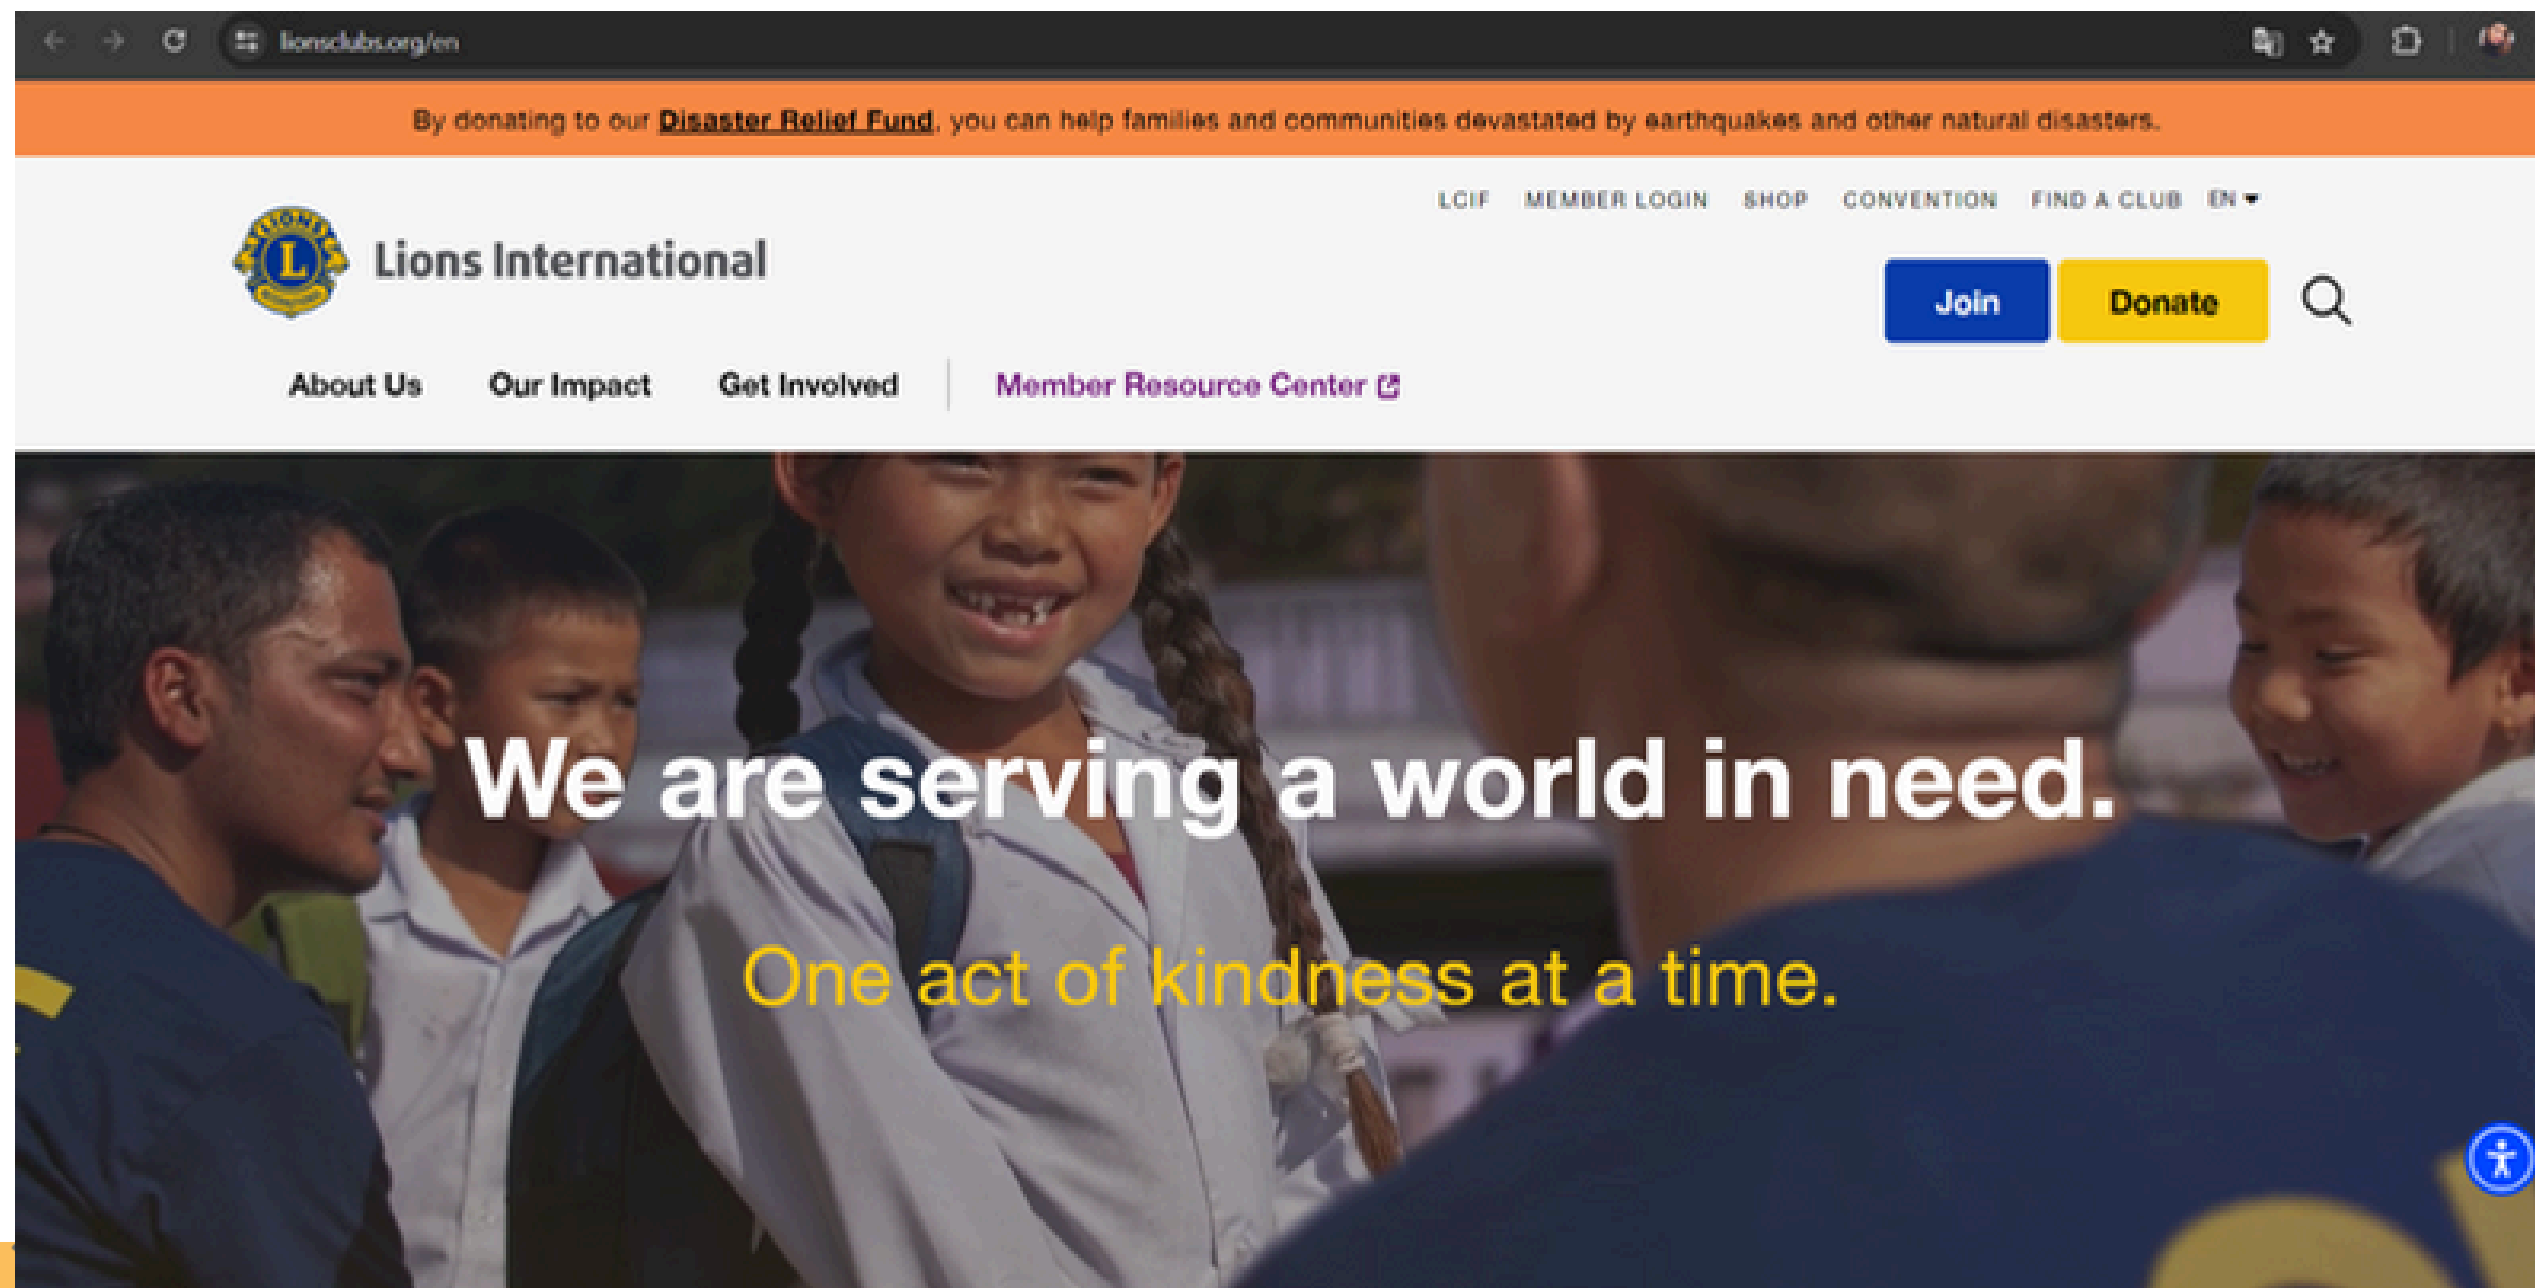 lionsclubs.org/en
By donating to our Disaster Relief Fund, you can help families and communities devastated by earthquakes and other natural disasters.
LCIF MEMBER LOGIN SHOP CONVENTION FIND A CLUB EN
LIONS
L
Lions International
Join Donate
About Us Our Impact Get Involved Member Resource Center
We are serving a world in need.
One act of kindness at a time.